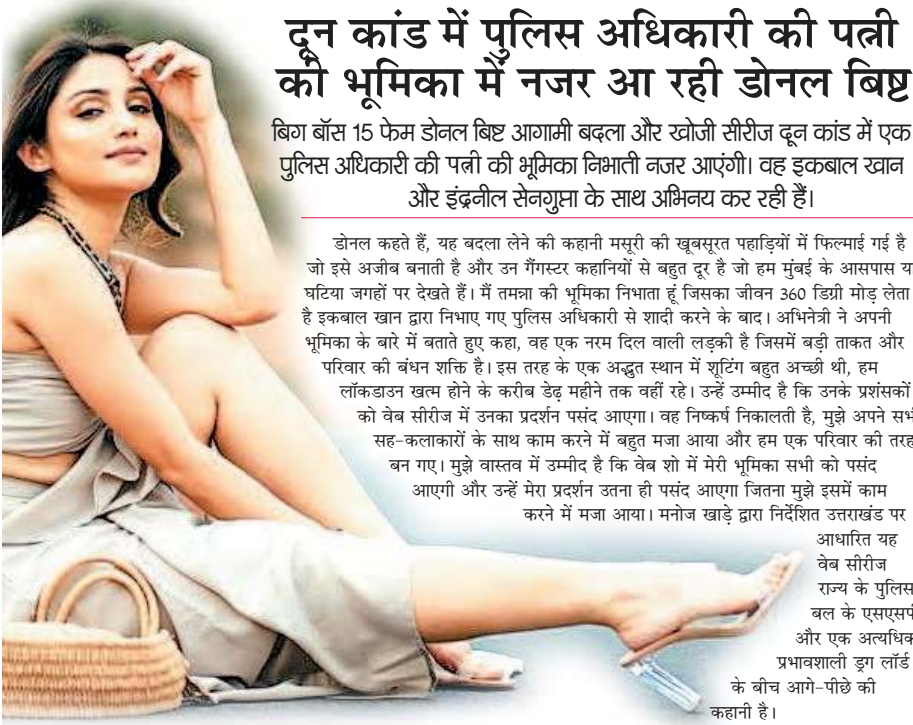 दून कांड में पुलिस अधिकारी की पत्नी
की भूमिका में नजर आ रही डोनल बिष्ट
बिग बॉस 15 फेम डोनल बिष्ट आगामी बदला और खोजी सीरीज दून कांड में एक
पुलिस अधिकारी की पत्नी की भूमिका निभाती नजर आएंगी। वह इकबाल खान
और इंद्रनील सेनगुप्ता के साथ अभिनय कर रही हैं।
डोनल कहते हैं, यह बदला लेने की कहानी मसूरी की खूबसूरत पहाड़ियों में फिल्माई गई है
जो इसे अजीब बनाती है और उन गैंगस्टर कहानियों से बहुत दूर है जो हम मुंबई के आसपास या
घटिया जगहों पर देखते हैं। मैं तमन्ना की भूमिका निभाता हूं जिसका जीवन 360 डिग्री मोड़ लेता
है इकबाल खान द्वारा निभाए गए पुलिस अधिकारी से शादी करने के बाद। अभिनेत्री ने अपनी
भूमिका के बारे में बताते हुए कहा, वह एक नरम दिल वाली लड़की है जिसमें बड़ी ताकत और
परिवार की बंधन शक्ति है। इस तरह के एक अद्भुत स्थान में शूटिंग बहुत अच्छी थी, हम
लॉकडाउन खत्म होने के करीब डेढ़ महीने तक वहीं रहे। उन्हें उम्मीद है कि उनके प्रशंसकों
को वेब सीरीज में उनका प्रदर्शन पसंद आएगा। वह निष्कर्ष निकालती है, मुझे अपने सभी
सह-कलाकारों के साथ काम करने में बहुत मजा आया और हम एक परिवार की तरह
बन गए। मुझे वास्तव में उम्मीद है कि वेब शो में मेरी भूमिका सभी को पसंद
आएगी और उन्हें मेरा प्रदर्शन उतना ही पसंद आएगा जितना मुझे इसमें काम
करने में मजा आया। मनोज खाड़े द्वारा निर्देशित उत्तराखंड पर
आधारित यह
वेब सीरीज
राज्य के पुलिस
बल के एसएसपी
और एक अत्यधिक
प्रभावशाली ड्रग लॉर्ड
के बीच आगे-पीछे की
कहानी है।